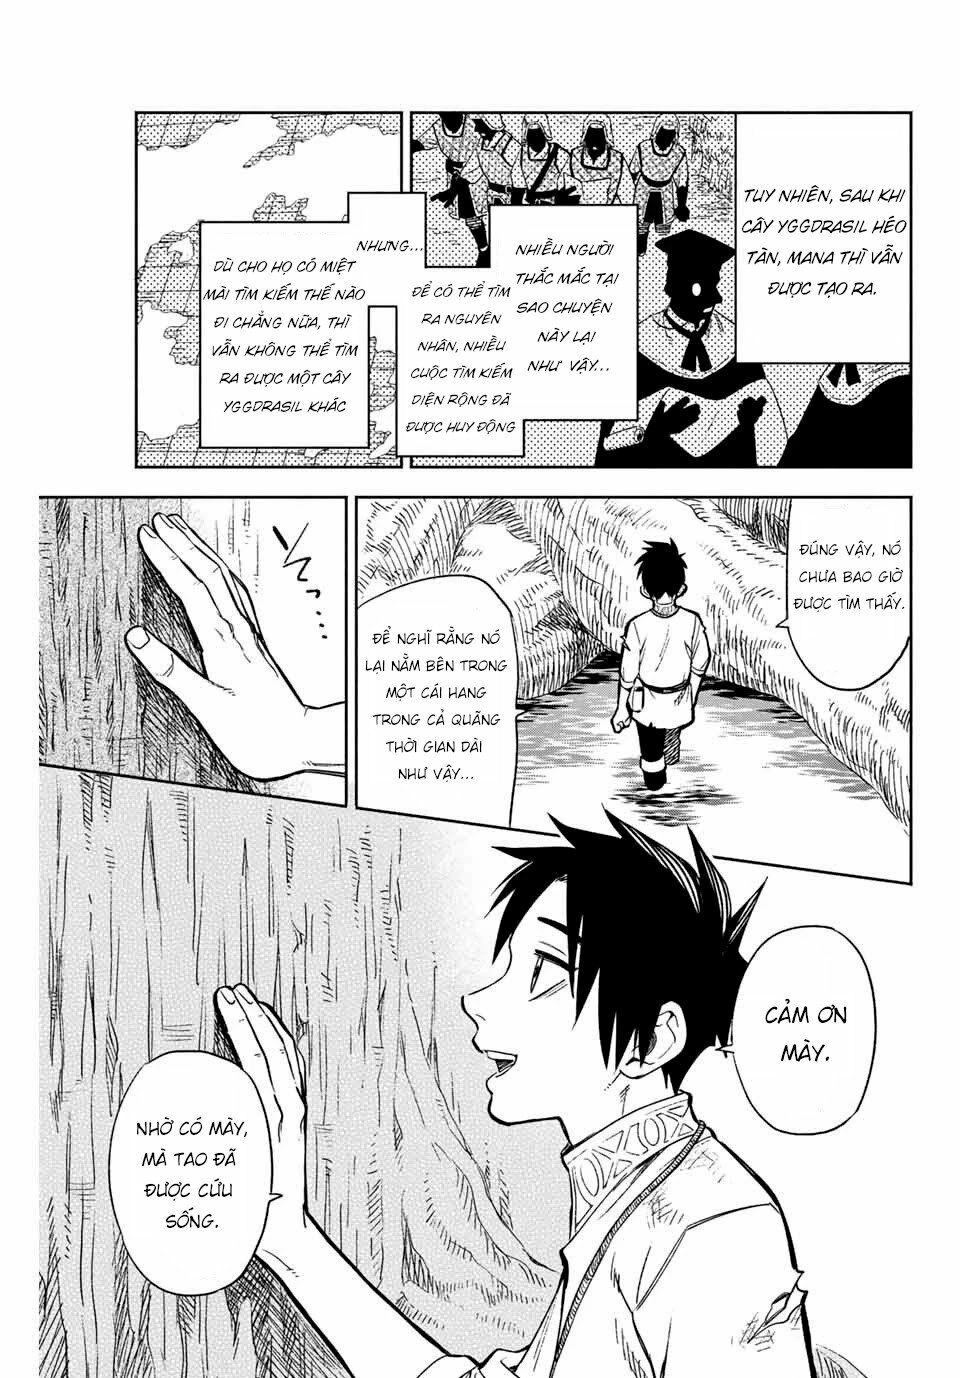 TUY NHIÊN, SAU KHI
CÂY YGGDRASIL HÉO
TÀN, MANA THÌ VẪN
ĐƯỢC TẠO RA.
NHIỀU NGƯỜI
THẮC MẮC TẠI
SAO CHUYỆN
NÀY LẠI
NHƯ VẬY...
ĐỂ CÓ THỂ TÌM
RA NGUYÊN
NHÂN, NHIỀU
CUỘC TÌM KIẾM
DIỆN RỘNG ĐÃ
ĐƯỢC HUY ĐỘNG
NHƯNG...
DÙ CHO HỌ CÓ MIỆT
MÀI TÌM KIẾM THẾ NÀO
ĐI CHẲNG NỮA, THÌ
VẪN KHÔNG THỂ TÌM
RA ĐƯỢC MỘT CÂY
YGGDRASIL KHÁC
ĐÚNG VẬY, NÓ
CHƯA BAO GIỜ
ĐƯỢC TÌM THẤY.
ĐỂ NGHĨ RẰNG NÓ
LẠI NẰM BÊN TRONG
MỘT CÁI HANG
TRONG CẢ QUÃNG
THỜI GIAN DÀI
NHƯ VẬY...
CẢM ƠN
MÀY.
NHỜ CÓ MÀY,
MÀ TAO ĐÃ
ĐƯỢC CỨU
SỐNG.